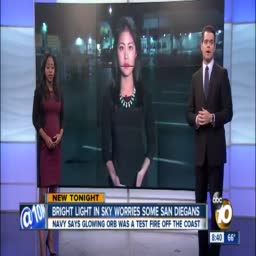 NEW TONIGHT
@10
BRIGHT LIGHT IN SKY WORRIES SOME SAN DIEGANS
NAVY SAYS GLOWING ORB WAS A TEST FIRE OFF THE COAST
abc
10
8:40 66°